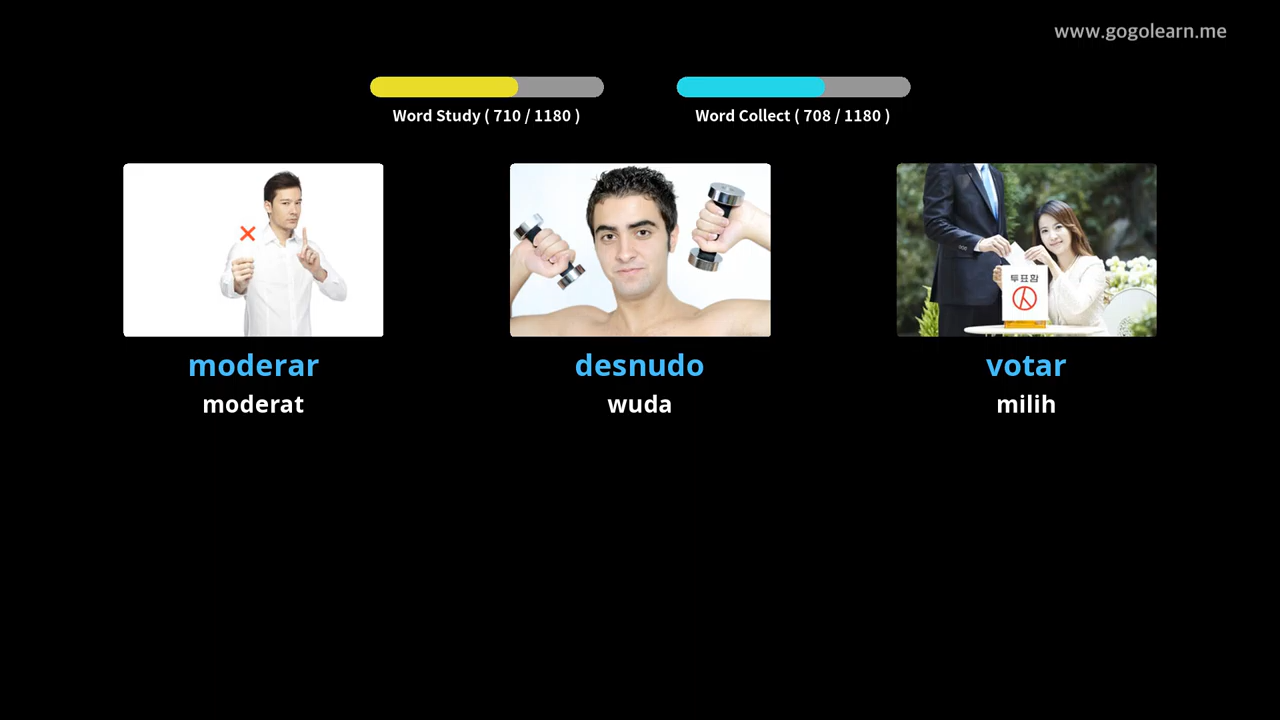 www.gogolearn.me
Word Study ( 710 / 1180 )
Word Collect ( 708 / 1180 )
투표함
moderar
desnudo
votar
moderat
wuda
milih